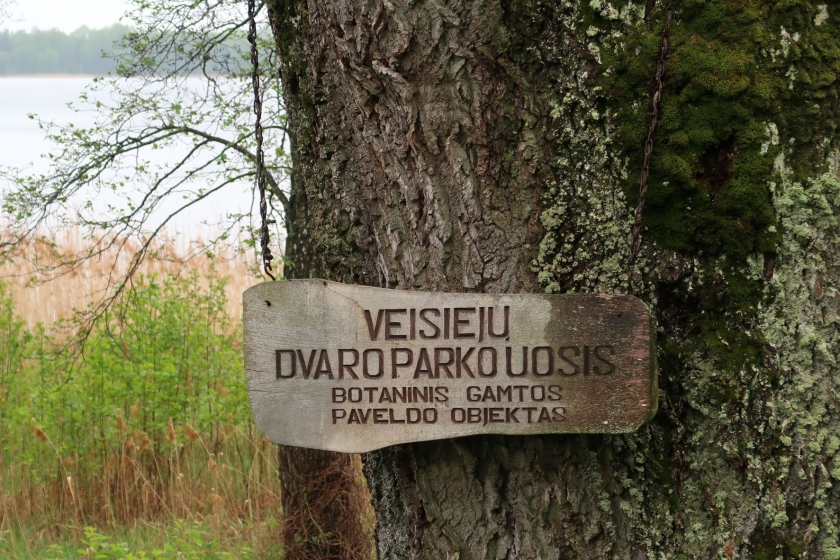 VEISIEJŲ
DVARO PARKO UOSIS
BOTANINIS GAMTOS
PAVELDO OBJEKTAS